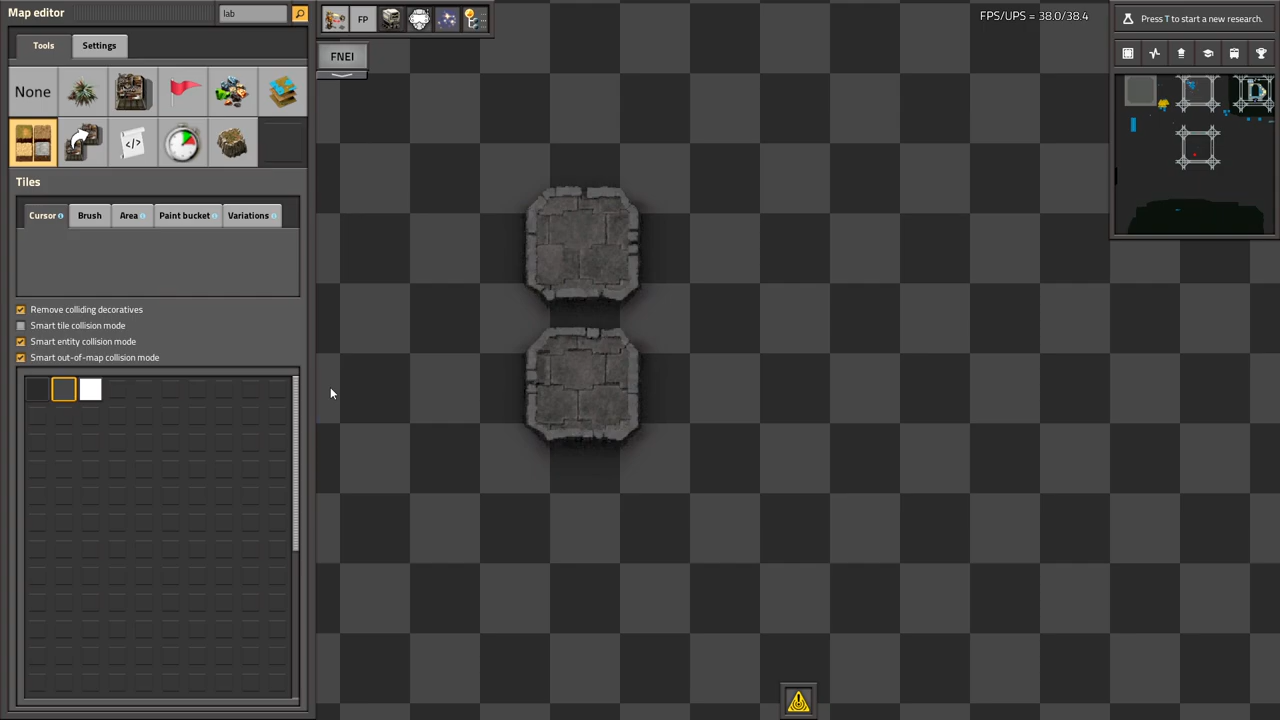 Map editor
lab
FP
FPS/UPS = 38.0/38.4
Press T to start a new research.
Tools
Settings
FNEI
None
</>
Tiles
Cursor
Brush
Area
Paint bucket
Variations
Remove colliding decoratives
Smart tile collision mode
Smart entity collision mode
Smart out-of-map collision mode